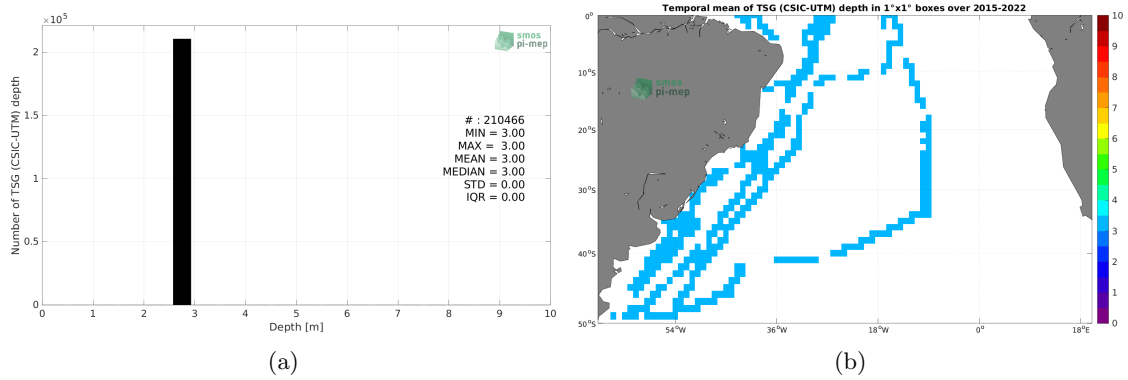 ×10⁵
2
1.5
1
0.5
0
Number of TSG (CSIC-UTM) depth
smos
pi-mep
# : 210466
MIN = 3.00
MAX = 3.00
MEAN = 3.00
MEDIAN = 3.00
STD = 0.00
IQR = 0.00
0 1 2 3 4 5 6 7 8 9 10
Depth [m]
(a)
Temporal mean of TSG (CSIC-UTM) depth in 1°x1° boxes over 2015-2022
0°
10°S
20°S
30°S
40°S
50°S
smos
pi-mep
54°W 36°W 18°W 0° 18°E
10
9
8
7
6
5
4
3
2
1
0
(b)